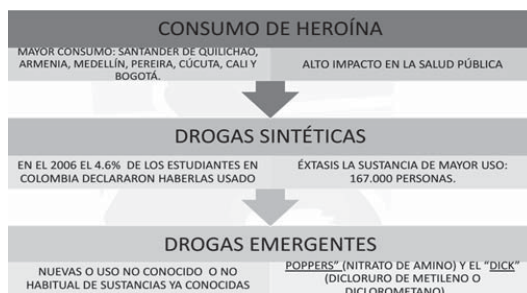 CONSUMO DE HEROÍNA
MAYOR CONSUMO: SANTANDER DE QUILICHAO,
ARMENIA, MEDELLÍN, PEREIRA, CÚCUTA, CALI Y
BOGOTÁ.
ALTO IMPACTO EN LA SALUD PÚBLICA
DROGAS SINTÉTICAS
EN EL 2006 EL 4.6% DE LOS ESTUDIANTES EN
COLOMBIA DECLARARON HABERLAS USADO
ÉXTASIS LA SUSTANCIA DE MAYOR USO:
167.000 PERSONAS.
DROGAS EMERGENTES
NUEVAS O USO NO CONOCIDO O NO
HABITUAL DE SUSTANCIAS YA CONOCIDAS
POPPERS" (NITRATO DE AMINO) Y EL "DICK"
(DICLORURO DE METILENO O
DICLOROMETANO)